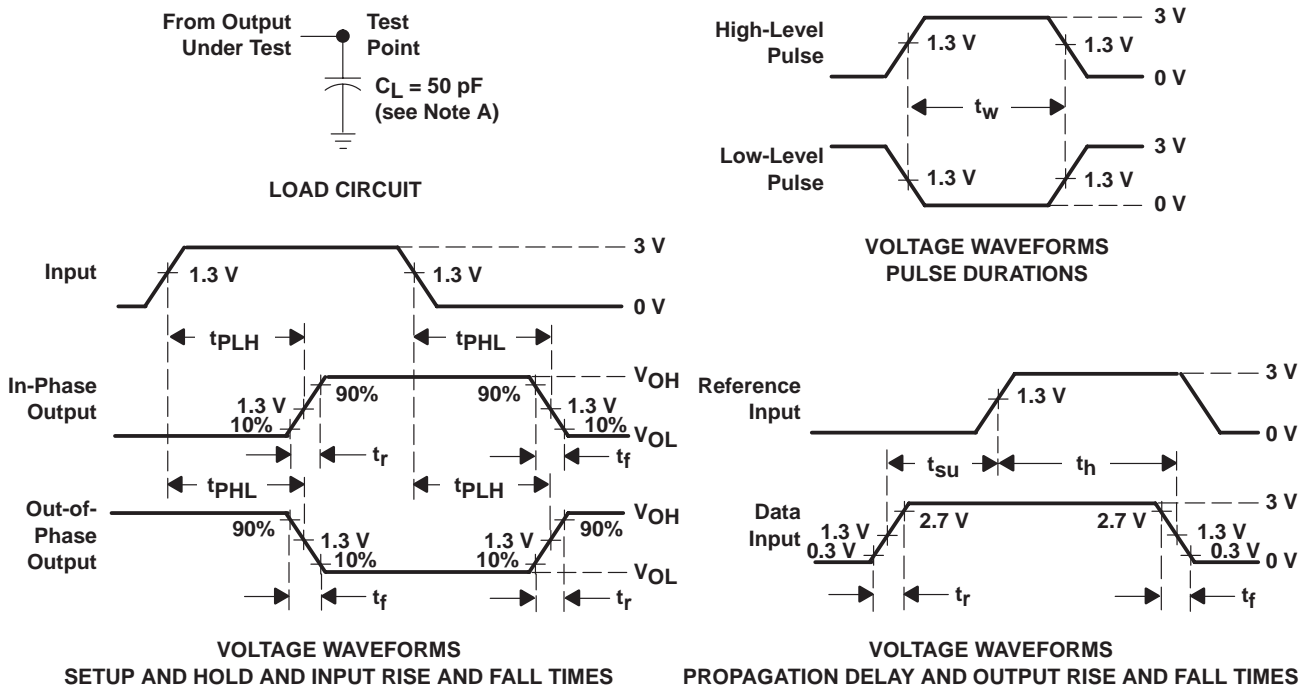 From Output
Under Test
Test
Point
CL = 50 pF
(see Note A)
LOAD CIRCUIT
High-Level
Pulse
1.3 V
1.3 V
3 V
0 V
tw
Low-Level
Pulse
1.3 V
1.3 V
3 V
0 V
VOLTAGE WAVEFORMS
PULSE DURATIONS
Input
1.3 V
1.3 V
3 V
0 V
tPLH
tPHL
In-Phase
Output
1.3 V
10%
90%
90%
1.3 V
10%
VOH
VOL
tr
tf
tPHL
tPLH
Out-of-
Phase
Output
90%
1.3 V
10%
1.3 V
10%
90%
VOH
VOL
tf
tr
VOLTAGE WAVEFORMS
SETUP AND HOLD AND INPUT RISE AND FALL TIMES
Reference
Input
1.3 V
3 V
0 V
tsu
th
Data
Input
1.3 V
0.3 V
2.7 V
2.7 V
1.3 V
0.3 V
3 V
0 V
tr
tf
VOLTAGE WAVEFORMS
PROPAGATION DELAY AND OUTPUT RISE AND FALL TIMES